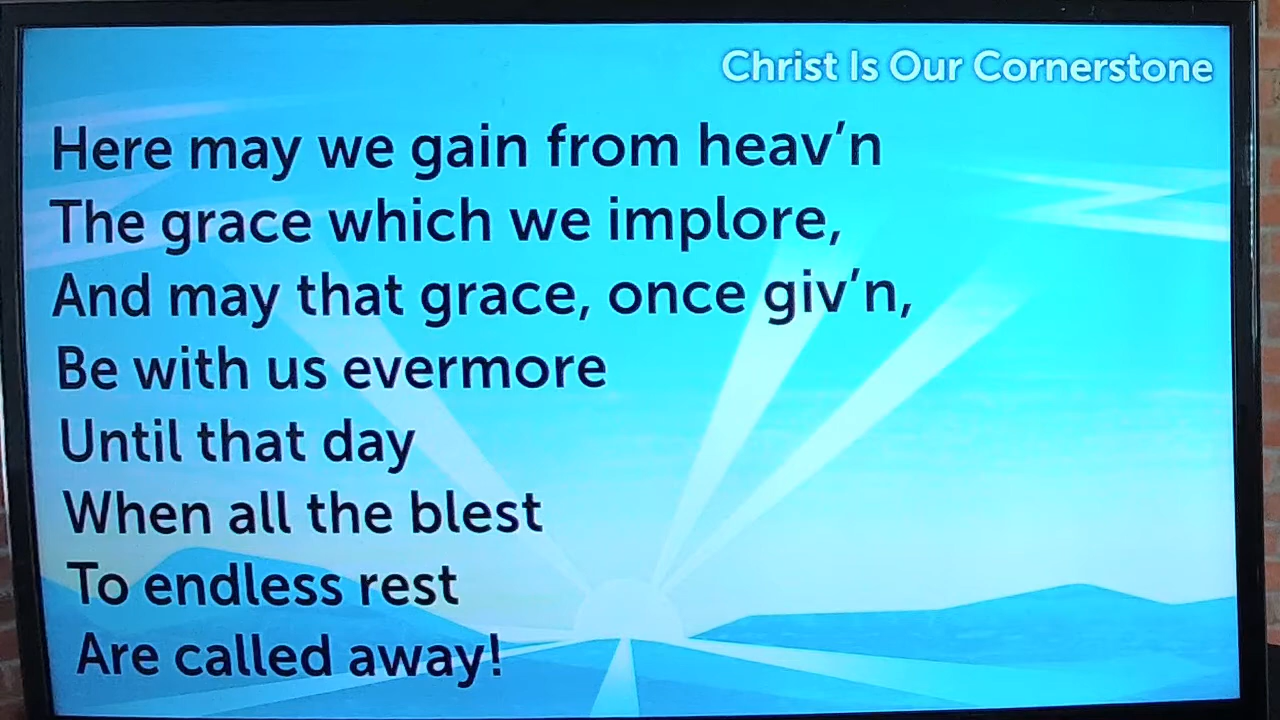 Christ Is Our Cornerstone
Here may we gain from heav’n
The grace which we implore,
And may that grace, once giv’n,
Be with us evermore
Until that day
When all the blest
To endless rest
Are called away!